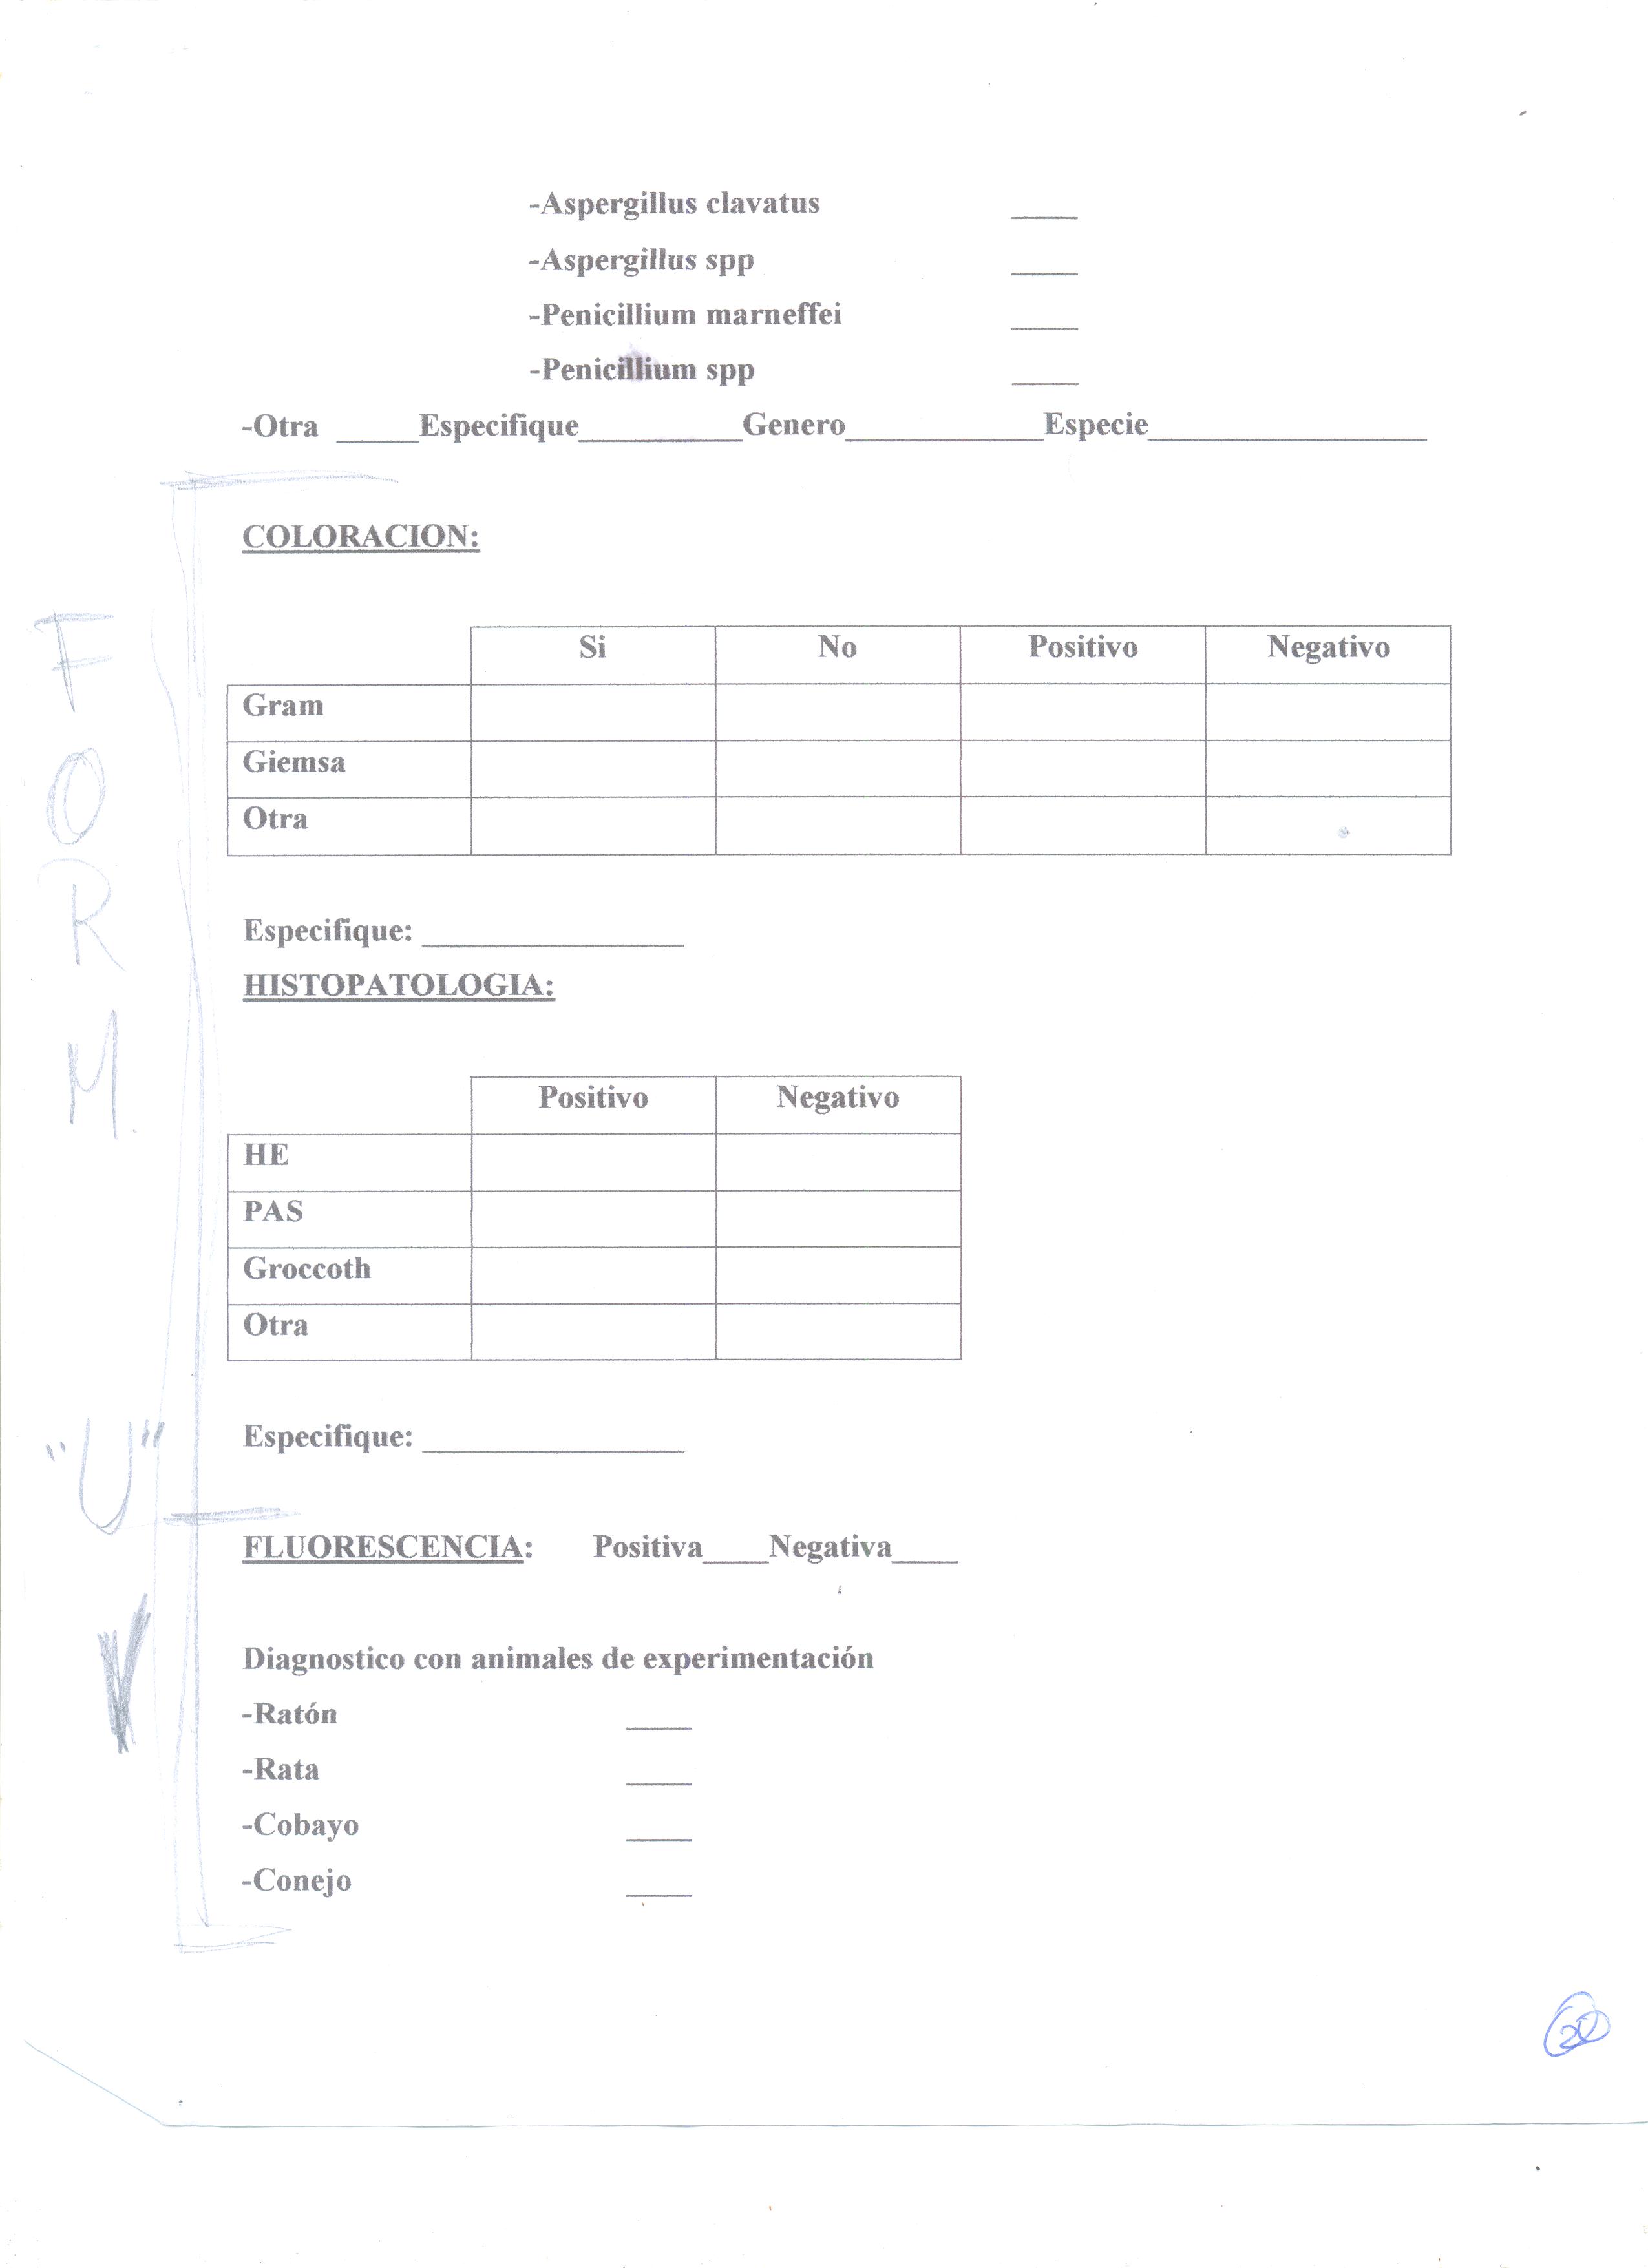 -Aspergillus clavatus ____
-Aspergillus spp ____
-Penicillium marneffei ____
-Penicillium spp ____
-Otra _____Especifique__________Genero____________Especie_________________
COLORACION:
Si No Positivo Negativo
Gram
Giemsa
Otra
Especifique: ________________
HISTOPATOLOGIA:
Positivo Negativo
HE
PAS
Groccoth
Otra
Especifique: ________________
FLUORESCENCIA: Positiva____Negativa____
Diagnostico con animales de experimentación
-Ratón ____
-Rata ____
-Cobayo ____
-Conejo ____
F
O
R
M.
"U"